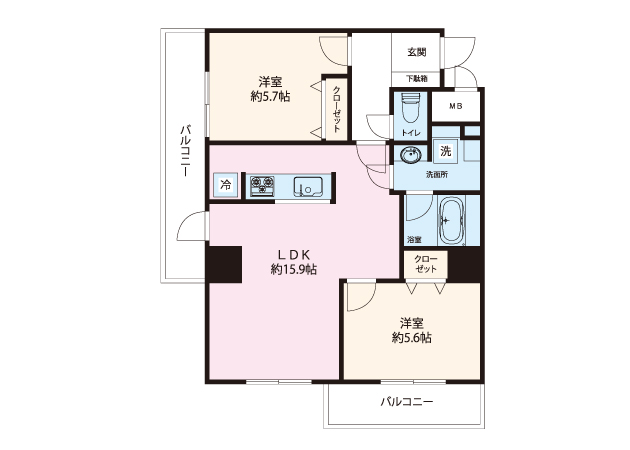 玄関
下駄箱
洋室
約5.7帖
クローゼット
MB
トイレ
バルコニー
洗
洗面所
冷
浴室
LDK
約15.9帖
クロー
ゼット
洋室
約5.6帖
バルコニー